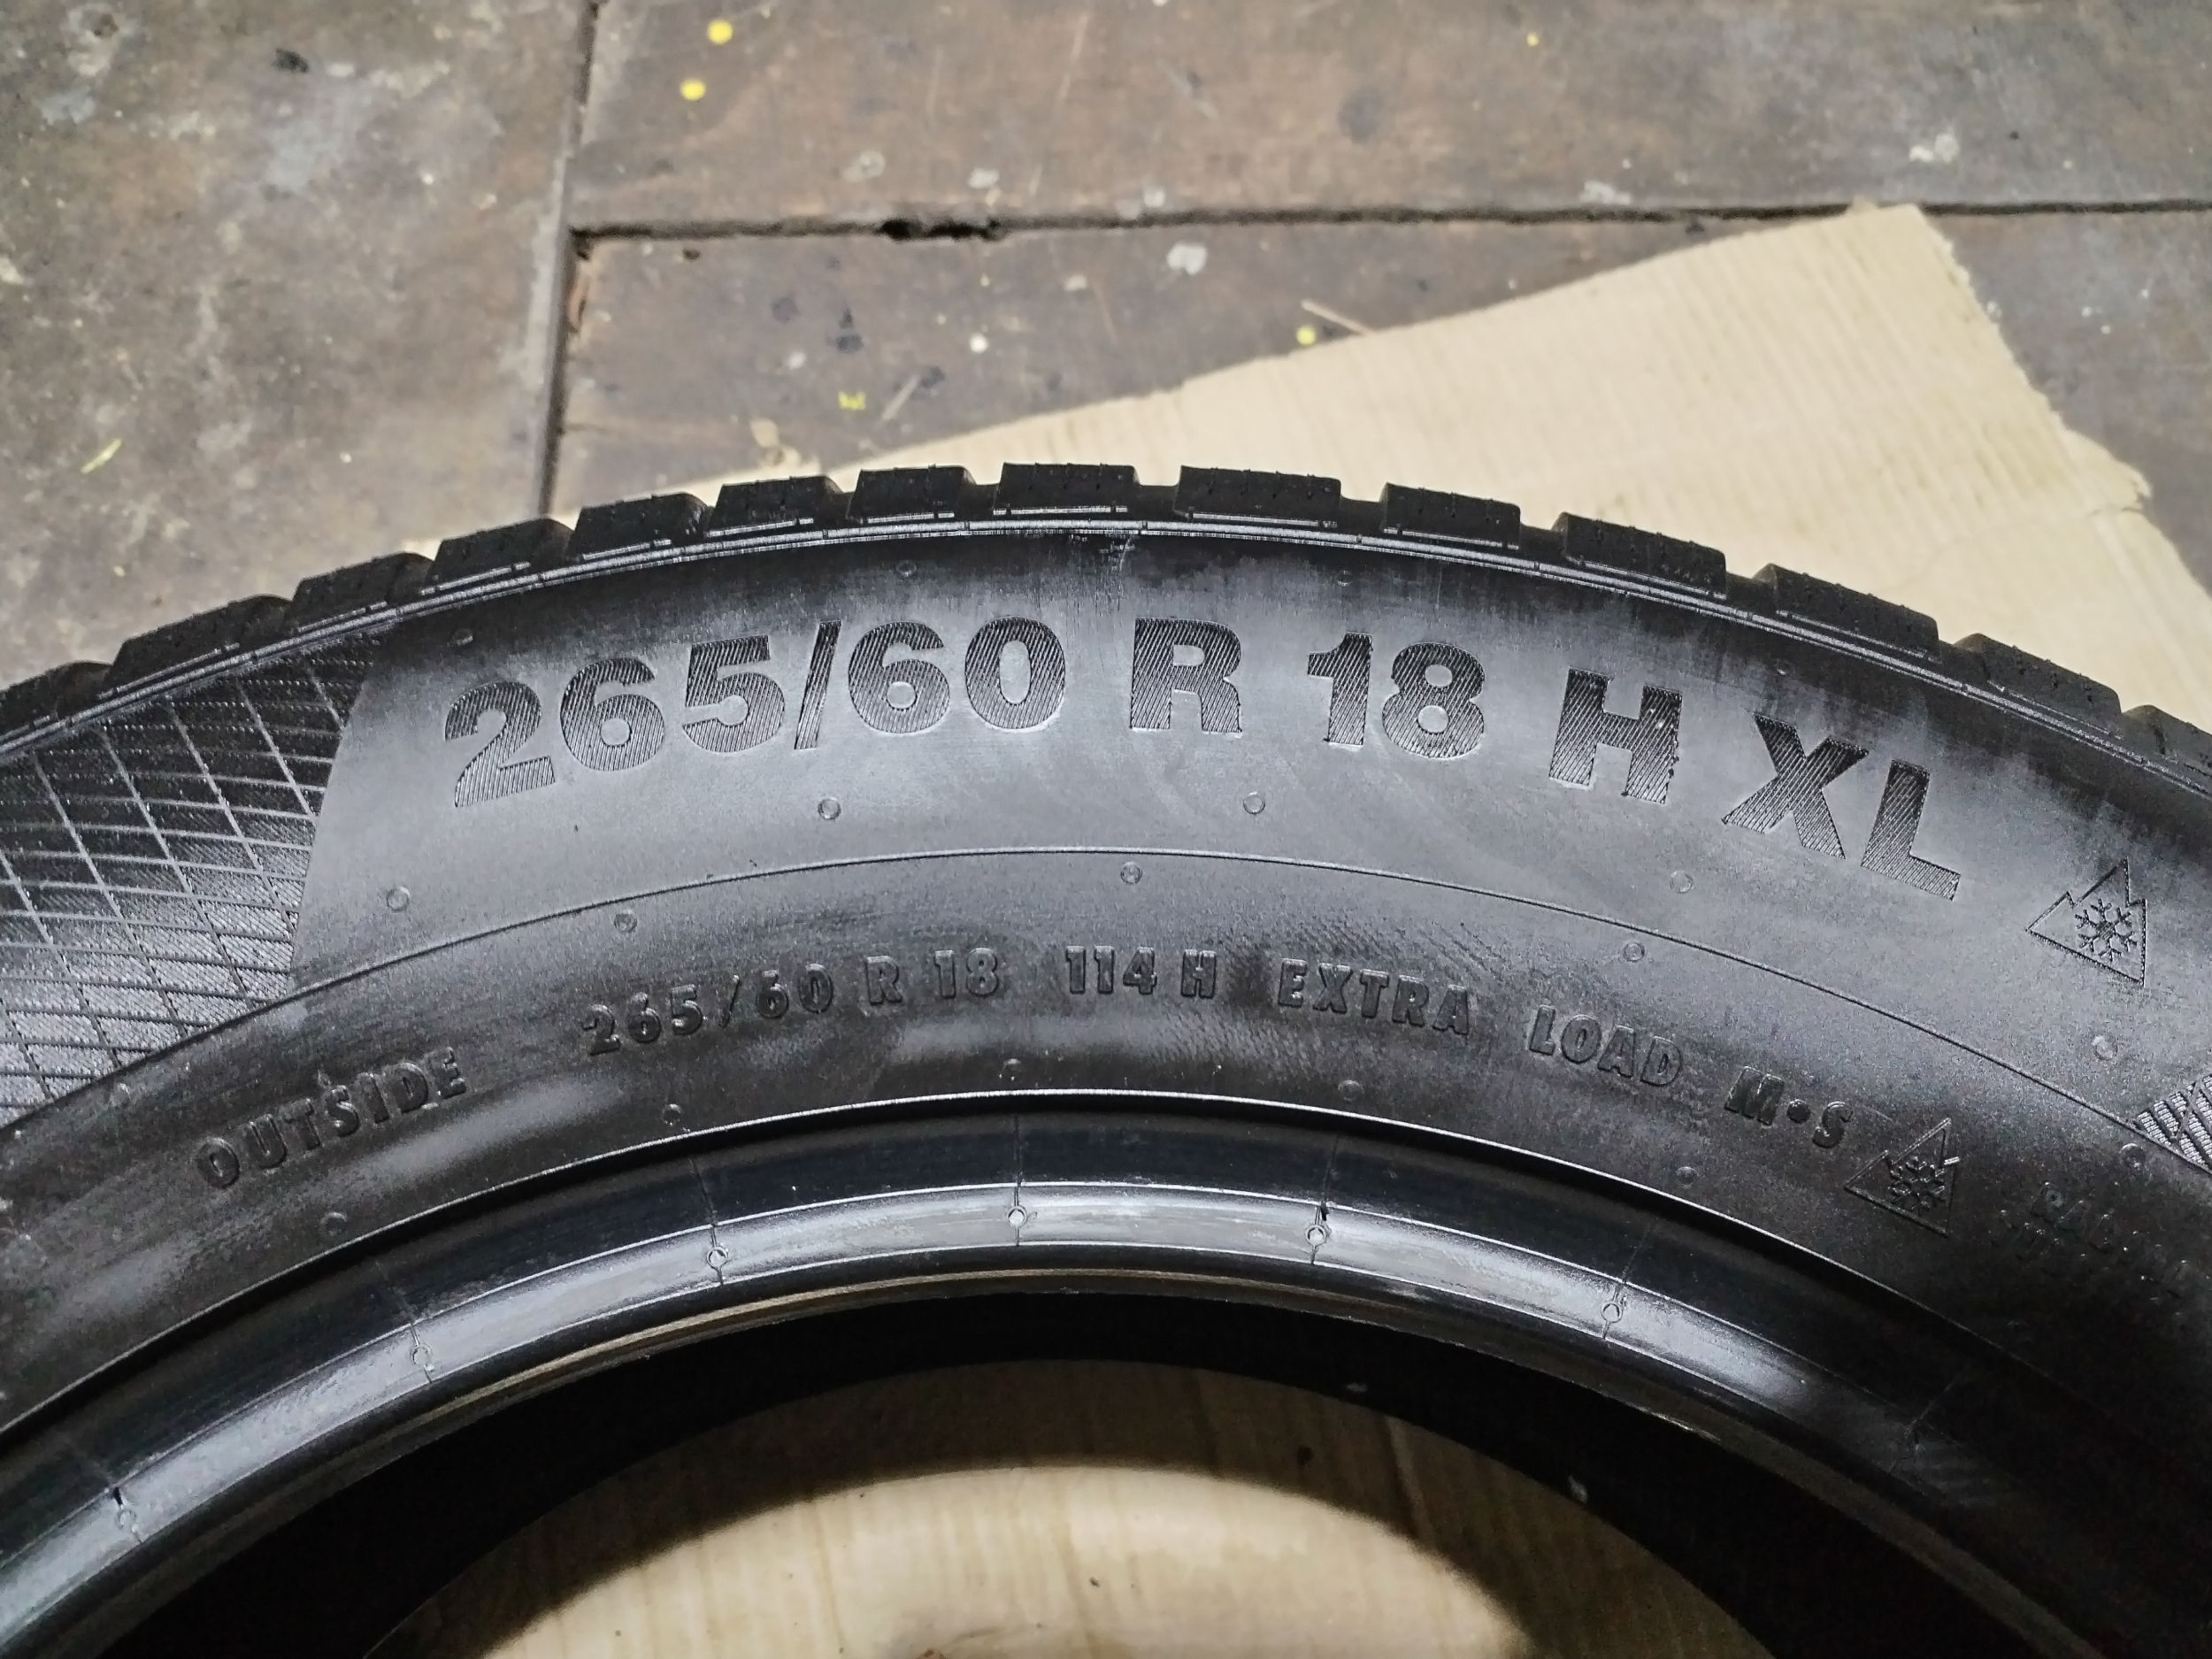 265/60 R 18 H XL
OUTSIDE 265/60 R 18 114 H EXTRA LOAD M•S